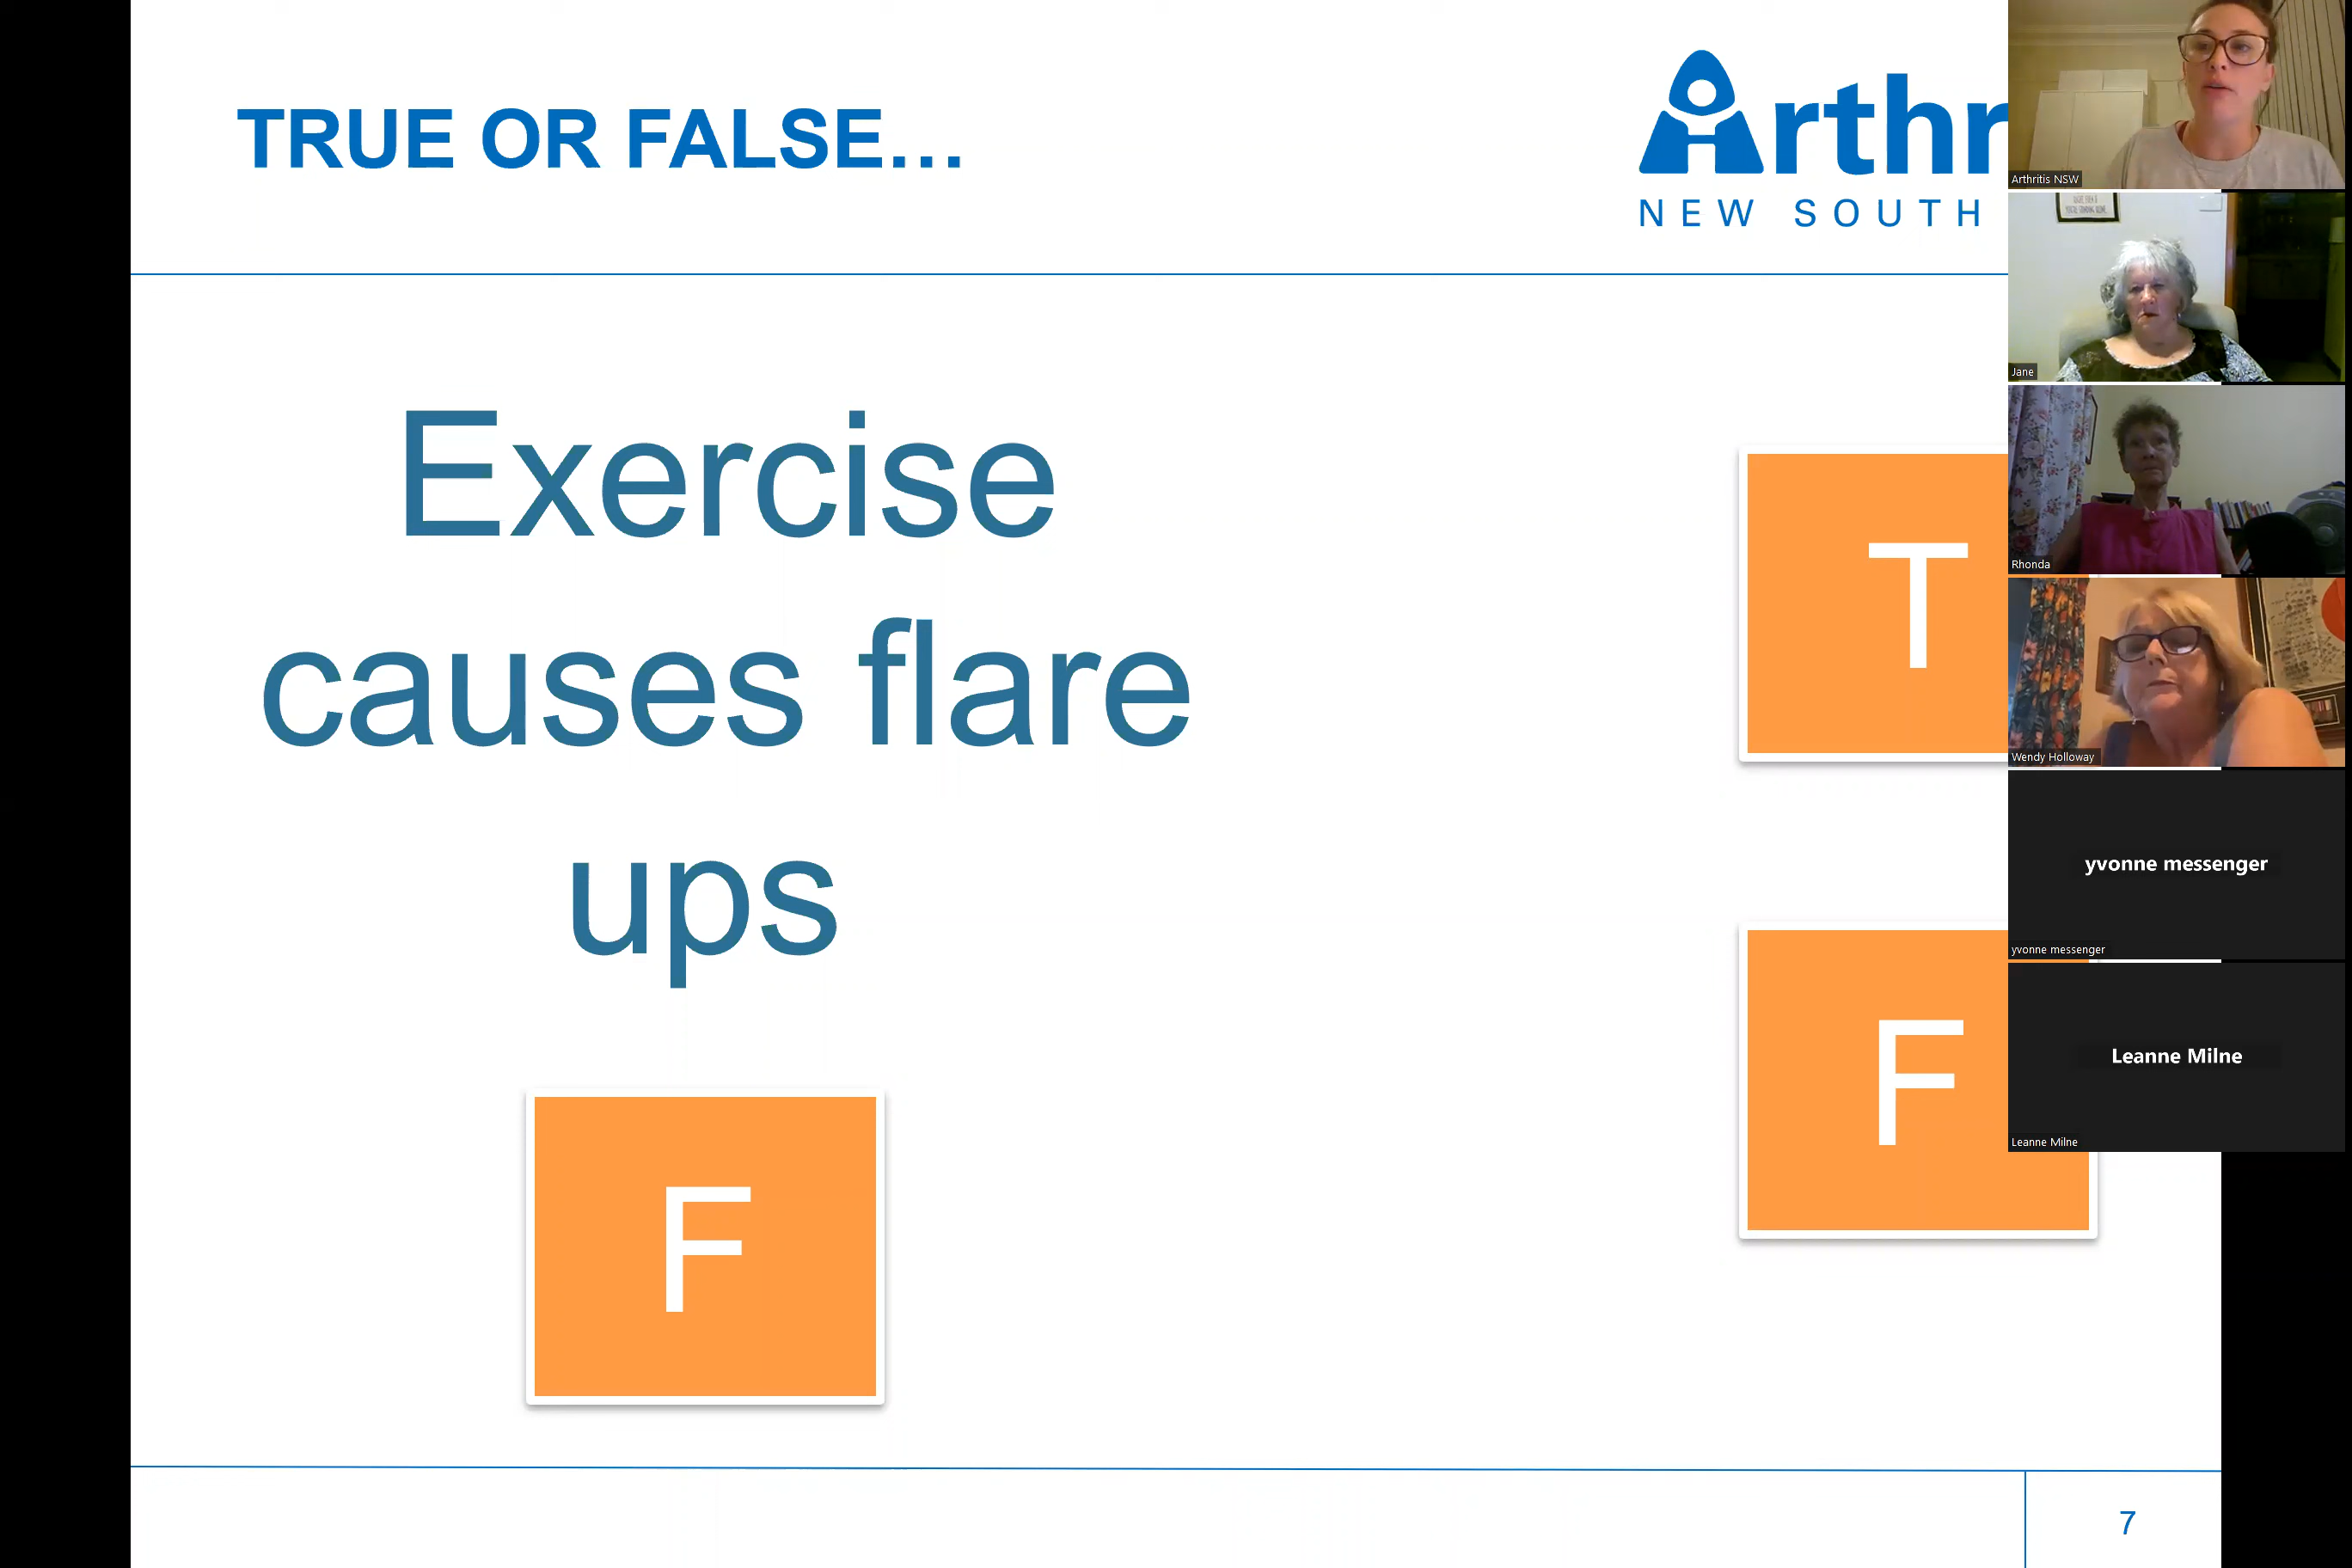 TRUE OR FALSE...
Arthr
NEW SOUTH
Exercise
causes flare
ups
T
F
F
7
Arthritis NSW
Jane
Rhonda
Wendy Holloway
yvonne messenger
yvonne messenger
Leanne Milne
Leanne Milne